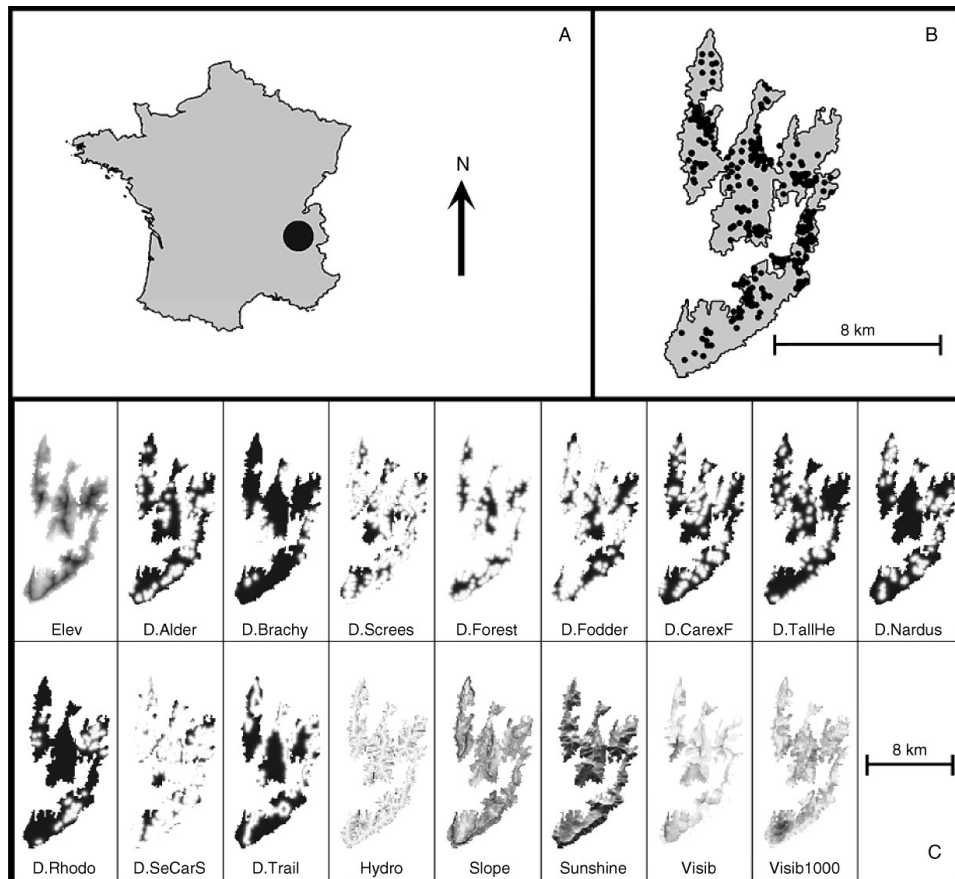 A
B
N
8 km
Elev
D.Alder
D.Brachy
D.Screes
D.Forest
D.Fodder
D.CarexF
D.TallHe
D.Nardus
D.Rhodo
D.SeCarS
D.Trail
Hydro
Slope
Sunshine
Visib
Visib1000
8 km
C